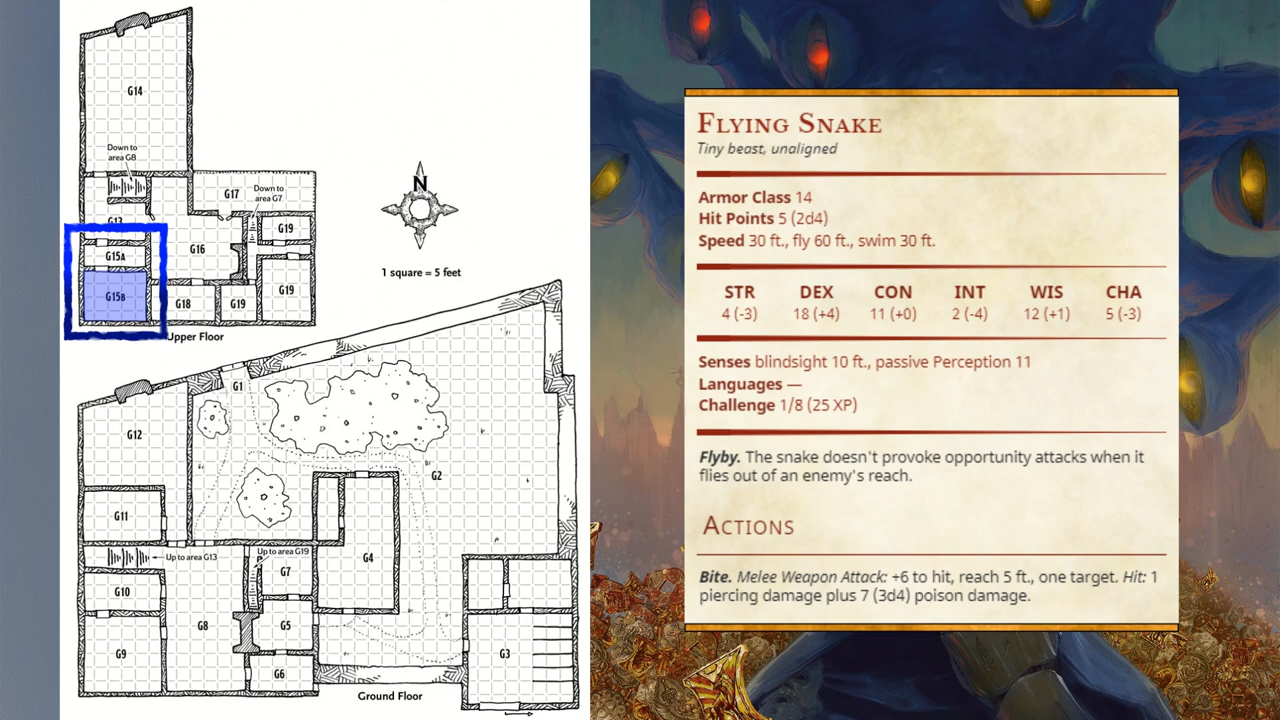 G14
Down to
area G8
G17
Down to
area G7
G13
G19
G16
G15A
G15B
G18
G19
G19
Upper Floor
N
1 square = 5 feet
G1
G12
G2
G11
Up to area G13
Up to area G19
G7
G4
G10
G8
G5
G9
G6
G3
Ground Floor
Flying Snake
Tiny beast, unaligned
Armor Class 14
Hit Points 5 (2d4)
Speed 30 ft., fly 60 ft., swim 30 ft.
STR DEX CON INT WIS CHA
4 (-3) 18 (+4) 11 (+0) 2 (-4) 12 (+1) 5 (-3)
Senses blindsight 10 ft., passive Perception 11
Languages —
Challenge 1/8 (25 XP)
Flyby. The snake doesn't provoke opportunity attacks when it
flies out of an enemy's reach.
Actions
Bite. Melee Weapon Attack: +6 to hit, reach 5 ft., one target. Hit: 1
piercing damage plus 7 (3d4) poison damage.